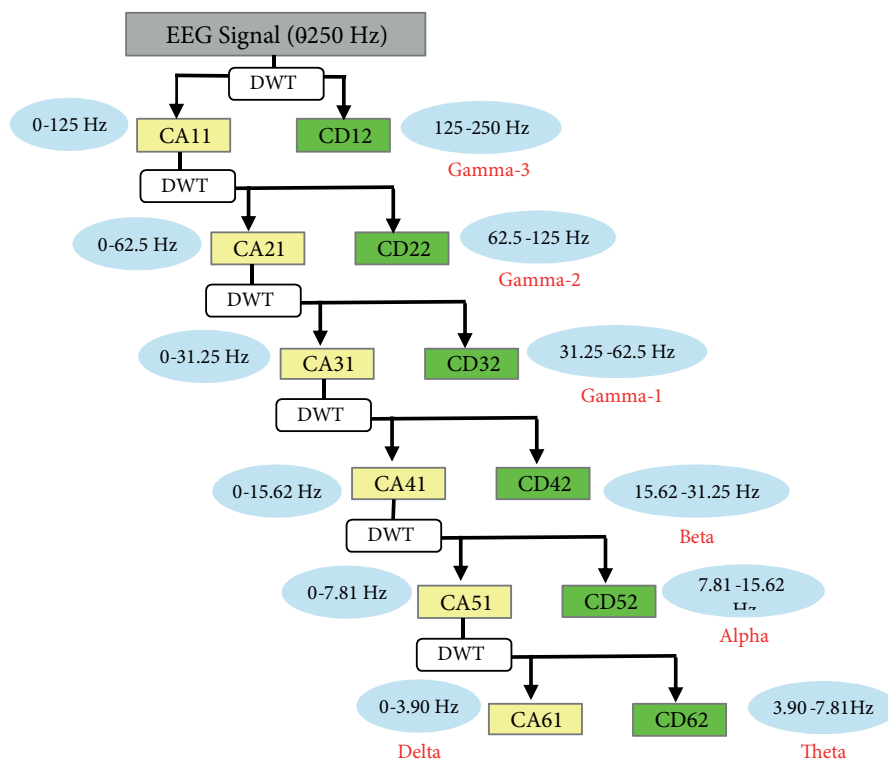 EEG Signal (0250 Hz)
DWT
0-125 Hz
CA11
CD12
125-250 Hz
Gamma-3
DWT
0-62.5 Hz
CA21
CD22
62.5-125 Hz
Gamma-2
DWT
0-31.25 Hz
CA31
CD32
31.25-62.5 Hz
Gamma-1
DWT
0-15.62 Hz
CA41
CD42
15.62-31.25 Hz
Beta
DWT
0-7.81 Hz
CA51
CD52
7.81-15.62
Hz
Alpha
DWT
0-3.90 Hz
CA61
CD62
3.90-7.81Hz
Delta
Theta